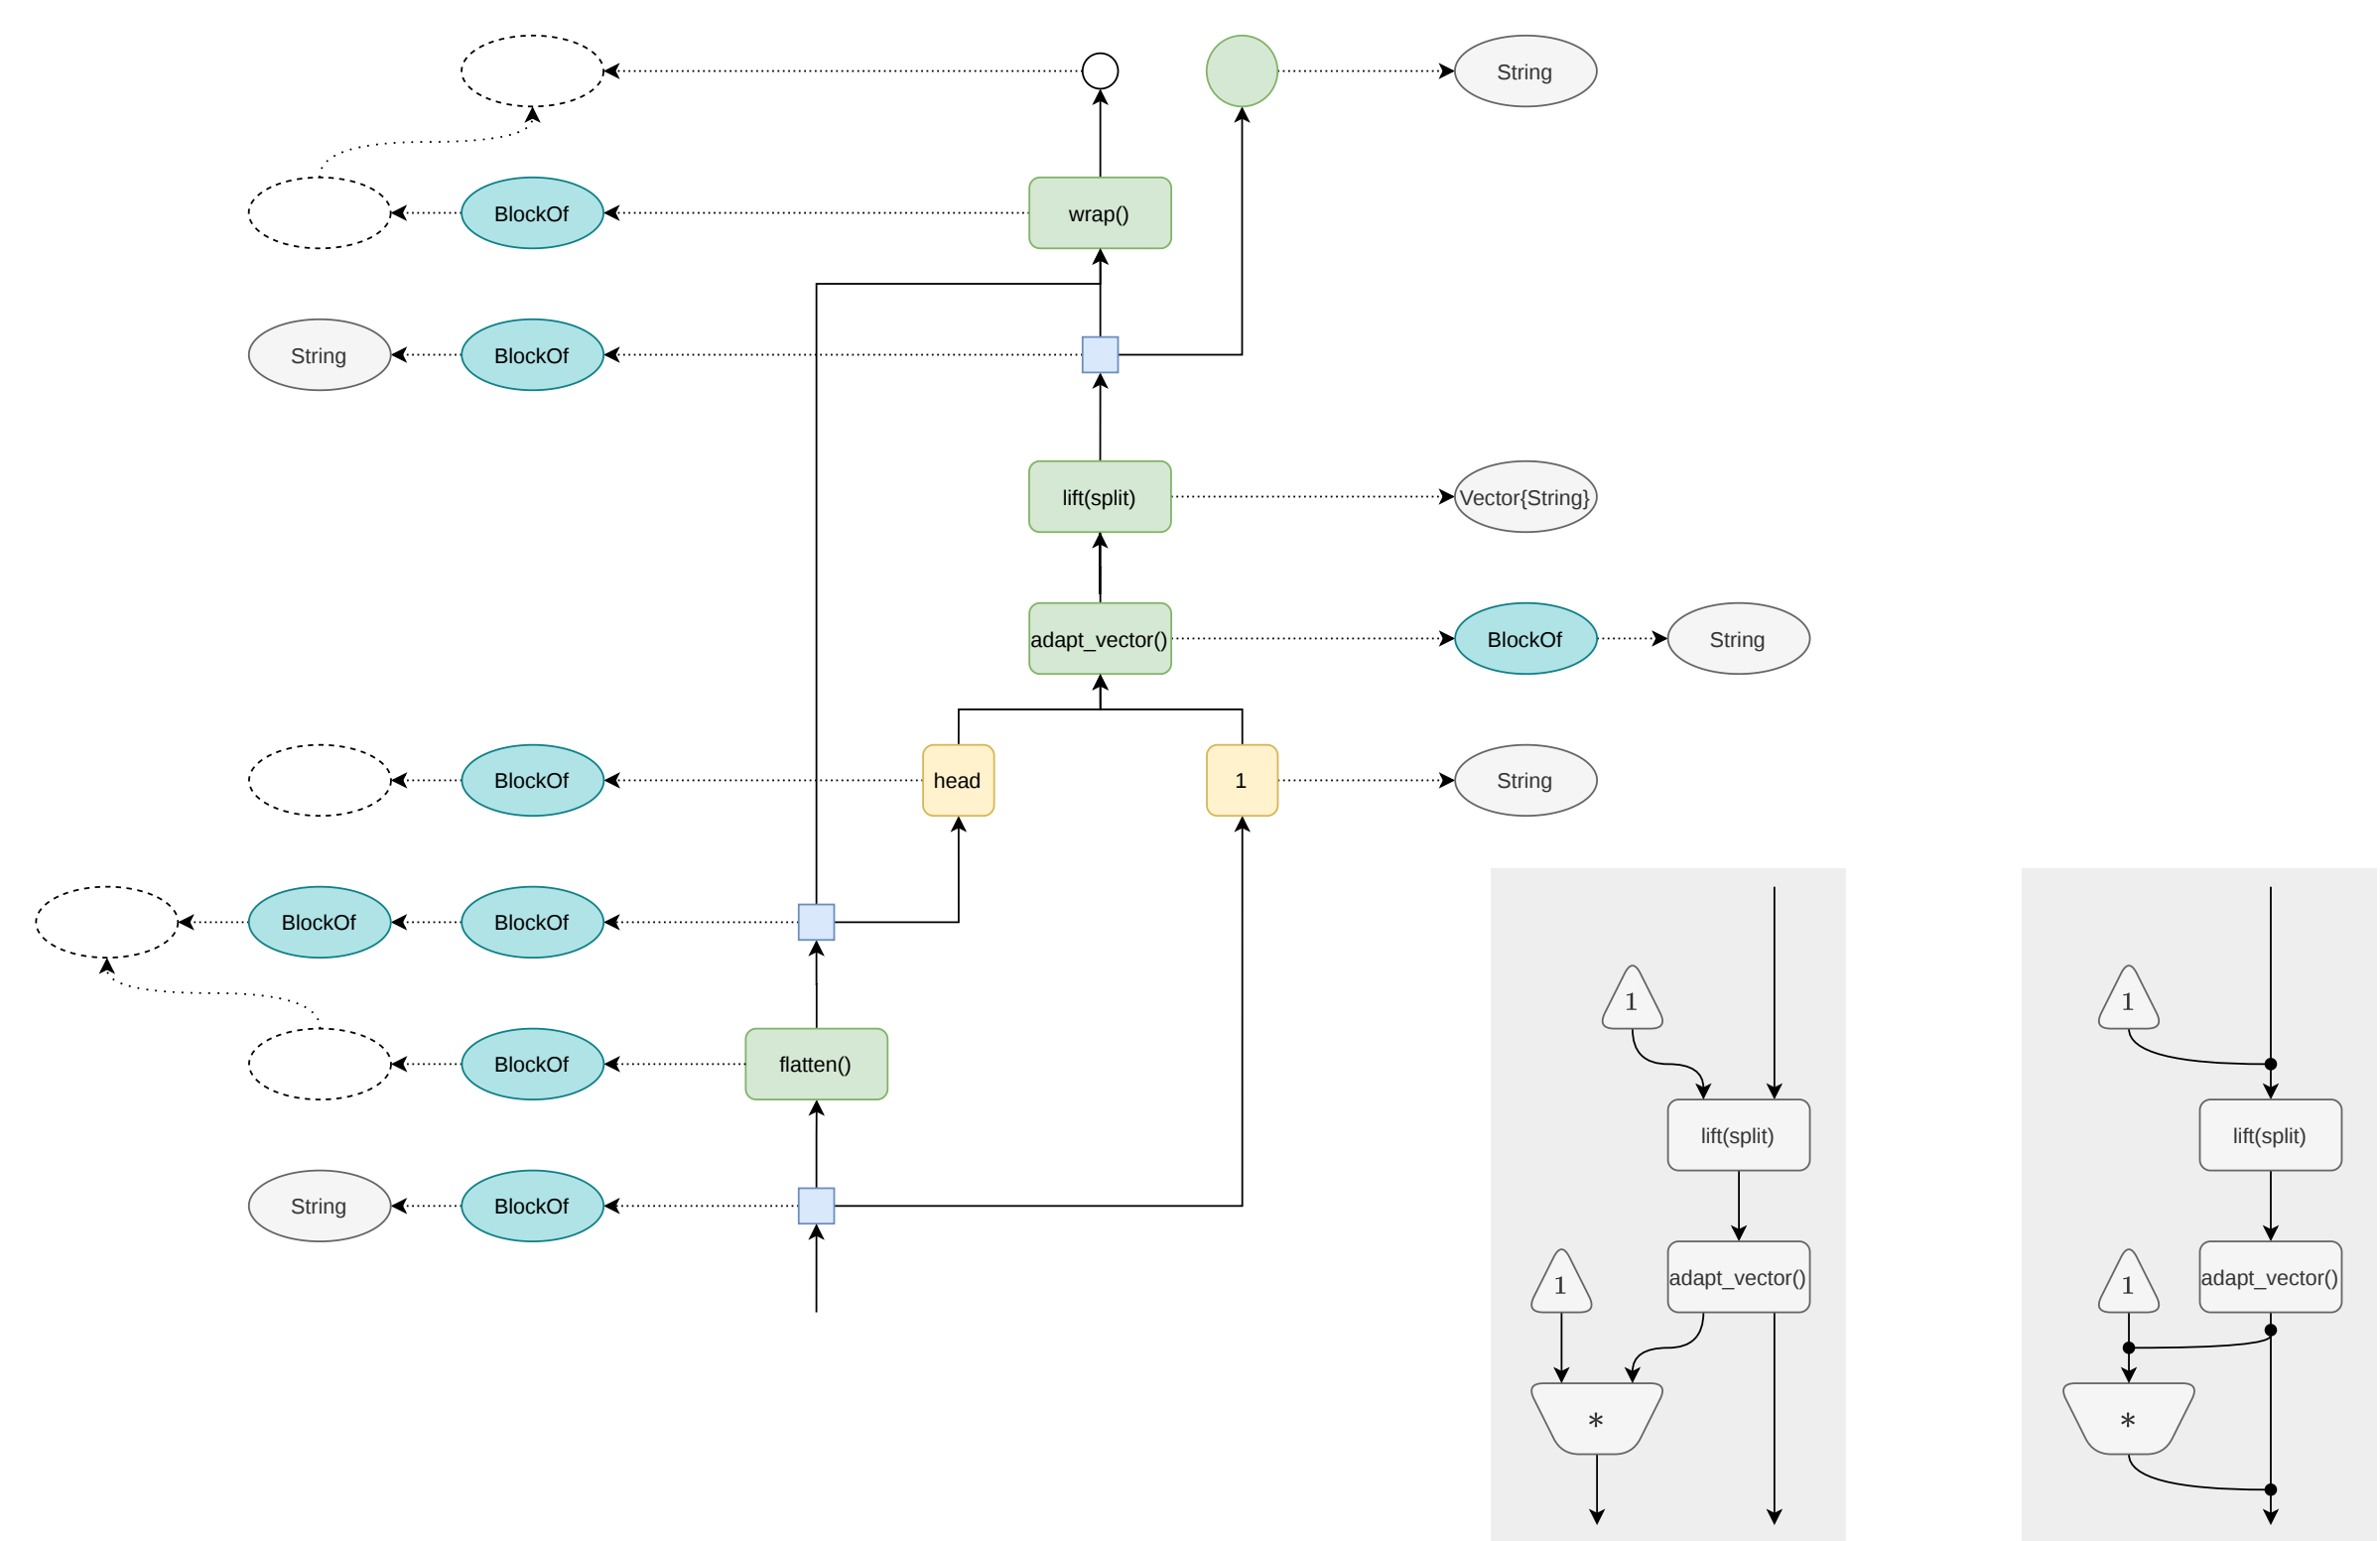 String
wrap()
BlockOf
String
BlockOf
lift(split)
Vector{String}
adapt_vector()
BlockOf
String
BlockOf
head
1
String
BlockOf
BlockOf
flatten()
BlockOf
String
BlockOf
1
lift(split)
1
adapt_vector()
*
1
lift(split)
1
adapt_vector()
*